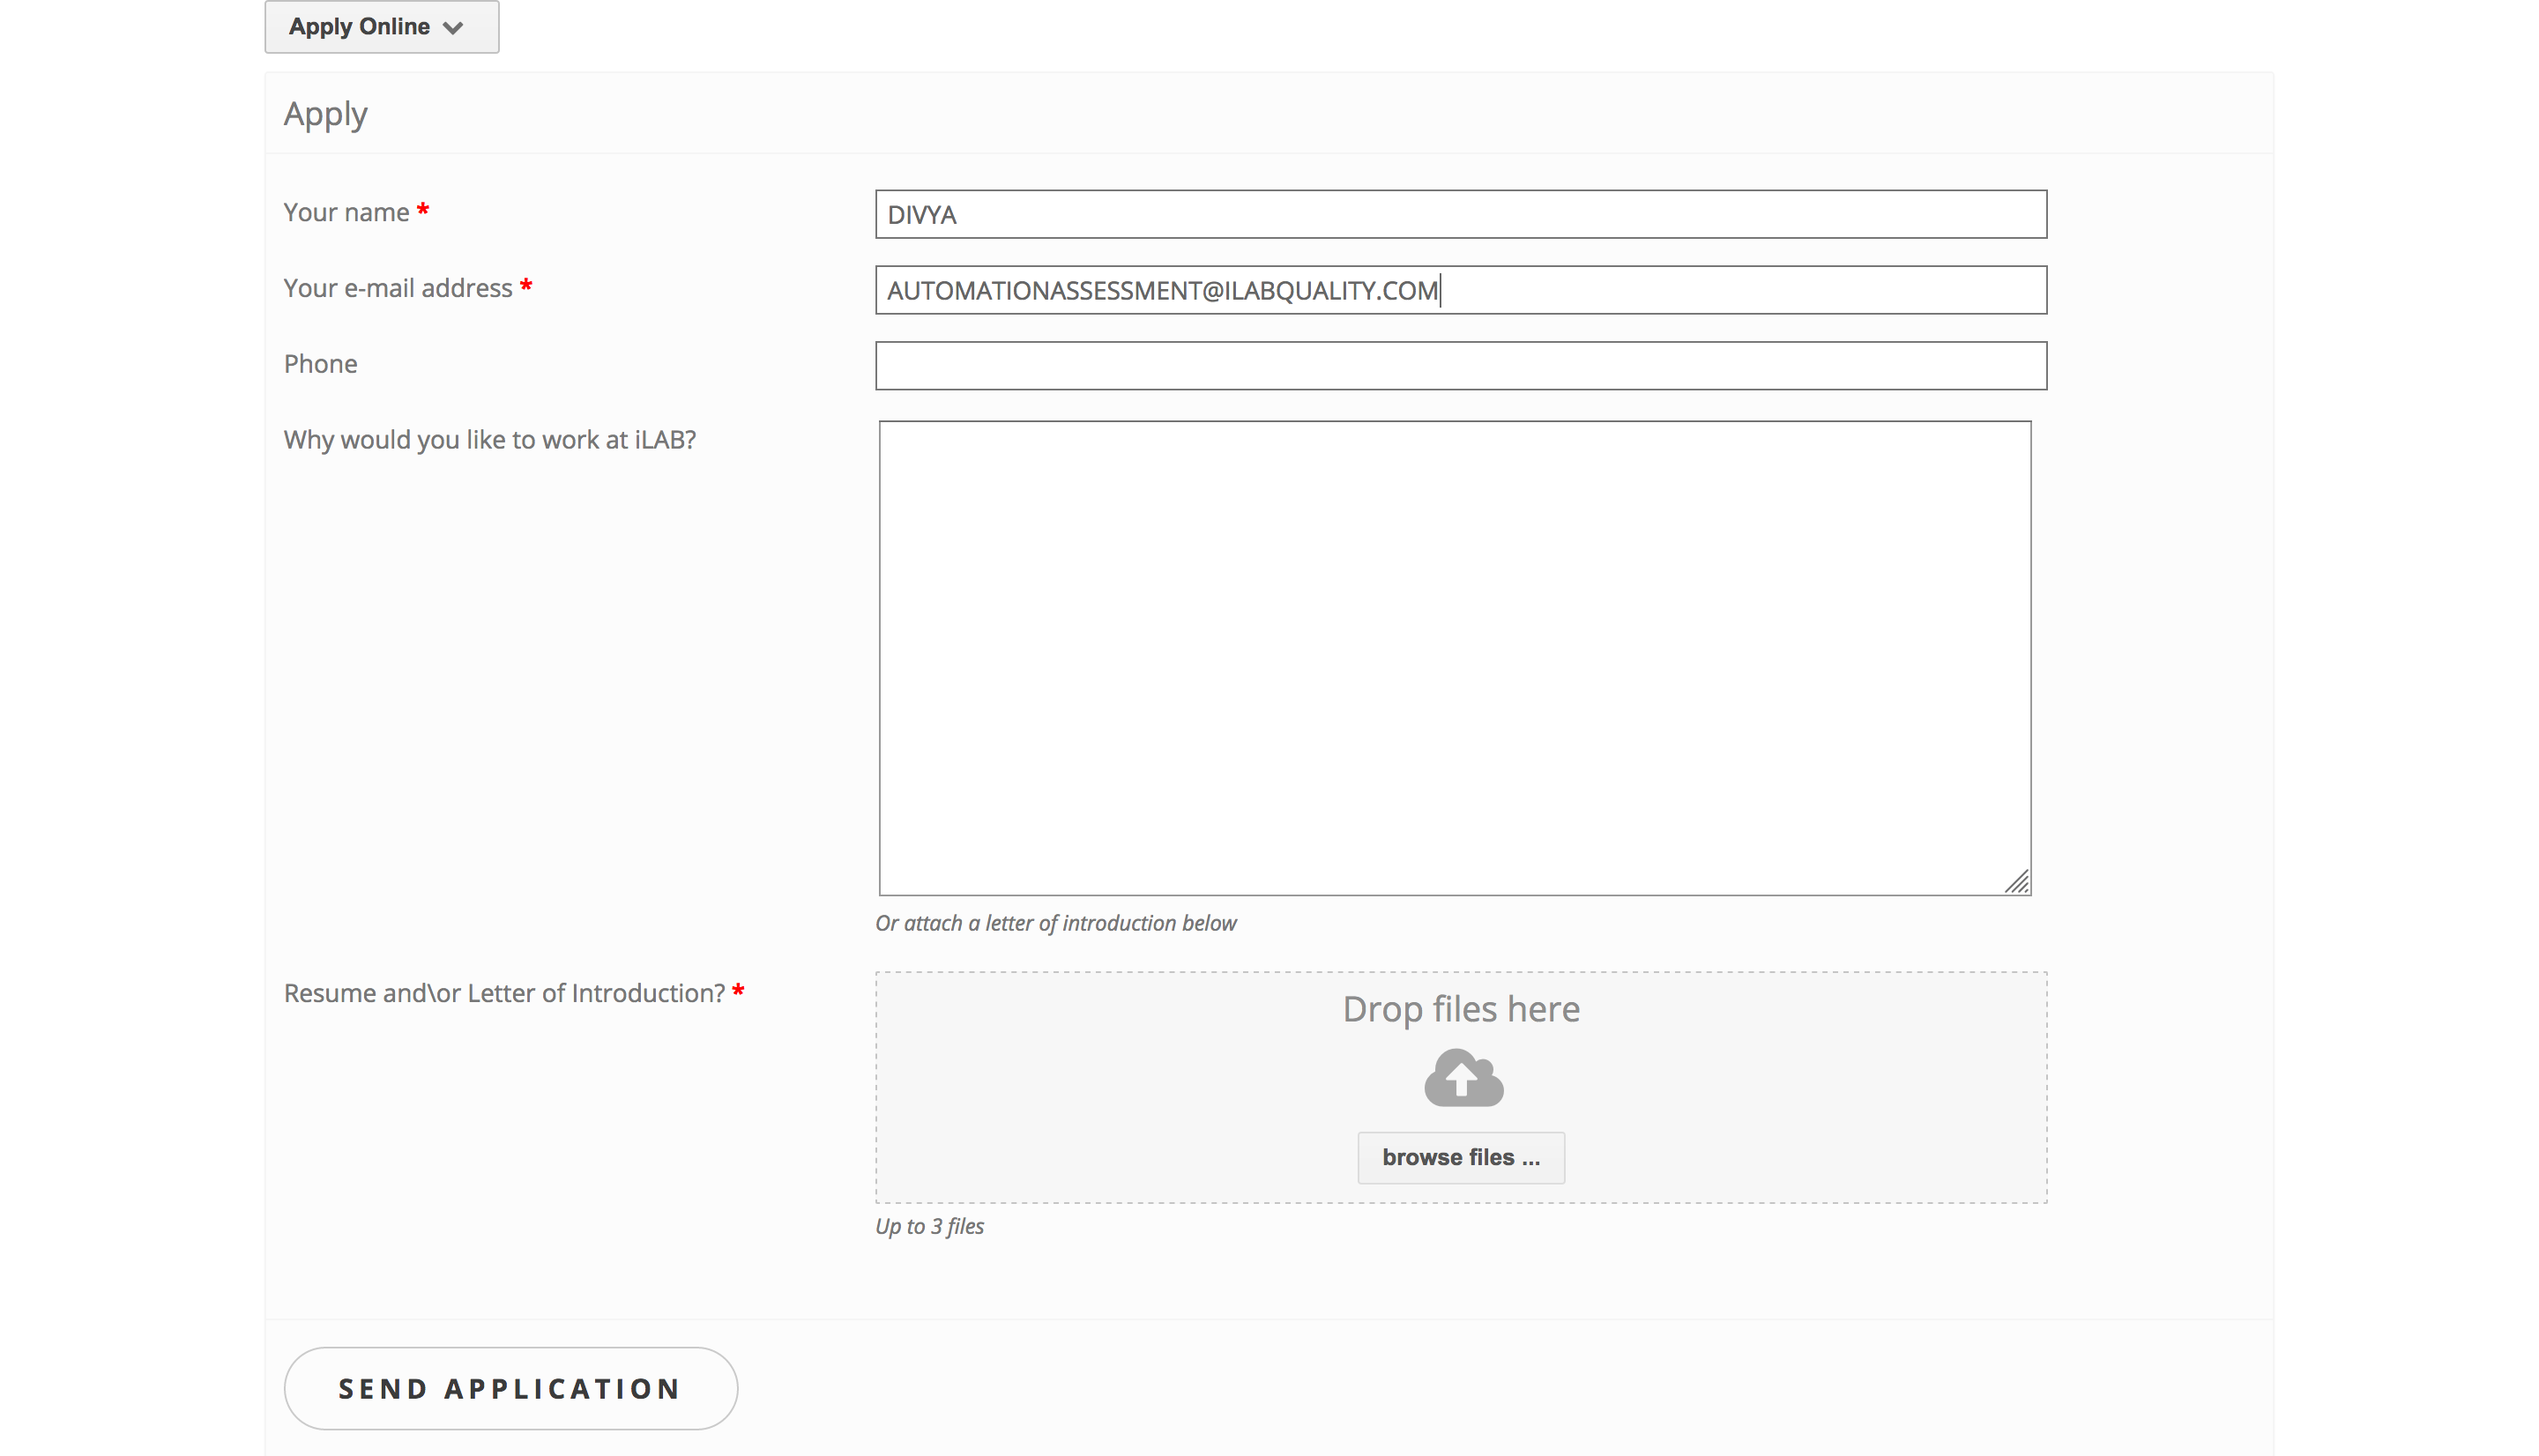 Apply Online
Apply
Your name *
DIVYA
Your e-mail address *
AUTOMATIONASSESSMENT@ILABQUALITY.COM
Phone
Why would you like to work at iLAB?
Or attach a letter of introduction below
Resume and\or Letter of Introduction? *
Drop files here
browse files ...
Up to 3 files
SEND APPLICATION